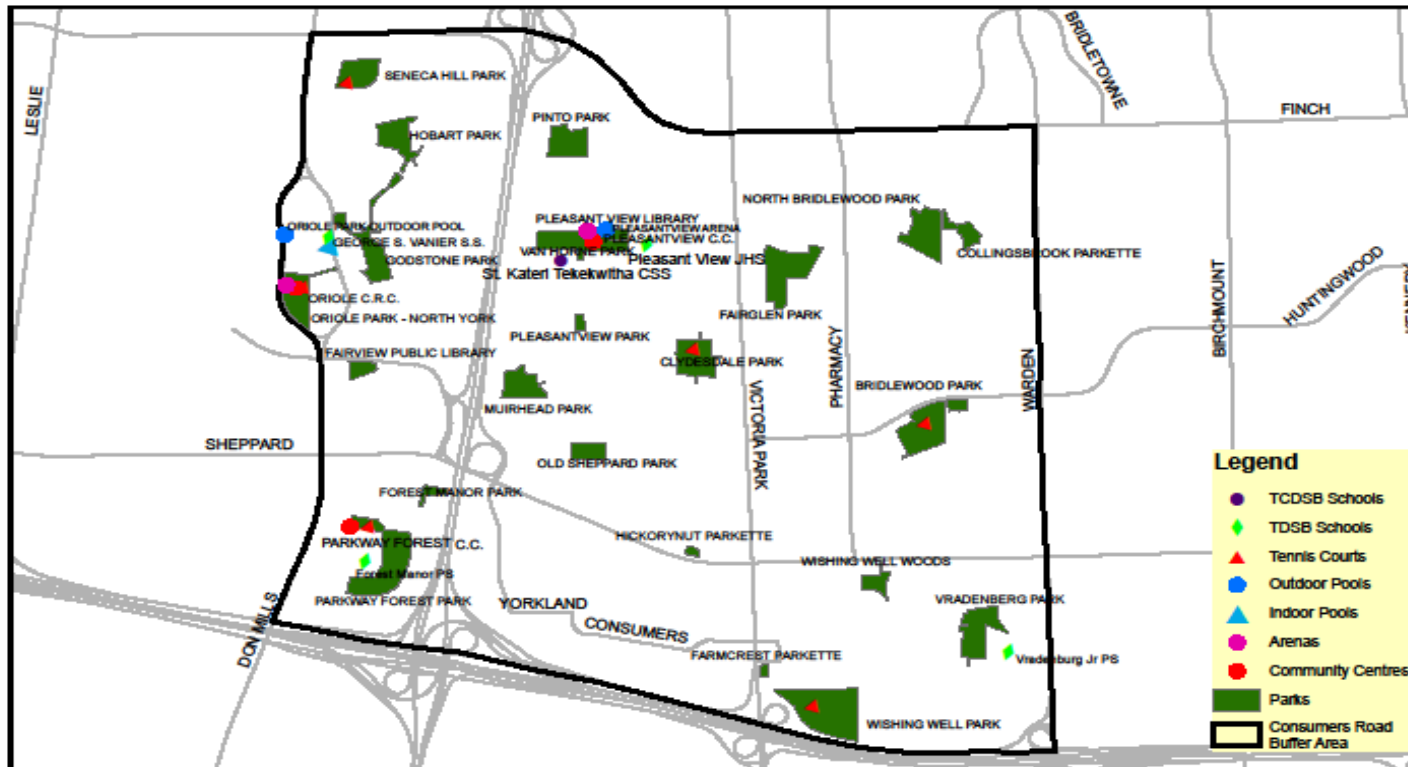 BRIDLETOWNE
LESLIE
SENECA HILL PARK
FINCH
PINTO PARK
HOBART PARK
NORTH BRIDLEWOOD PARK
PLEASANT VIEW LIBRARY
ORIOLE PARK OUTDOOR POOL
PLEASANTVIEW ARENA
GEORGE S. VANIER S.S.
PLEASANTVIEW C.C.
VAN HORNE PARK
COLLINGSBROOK PARKETTE
GODSTONE PARK
Pleasant View JHS
St. Kateri Tekekwitha CSS
HUNTINGWOOD
BIRCHMOUNT
ORIOLE C.R.C.
ORIOLE PARK - NORTH YORK
FAIRGLEN PARK
PLEASANTVIEW PARK
FAIRVIEW PUBLIC LIBRARY
CLYDESDALE PARK
PHARMACY
WARDEN
BRIDLEWOOD PARK
VICTORIA PARK
MUIRHEAD PARK
SHEPPARD
OLD SHEPPARD PARK
FOREST MANOR PARK
HICKORYNUT PARKETTE
PARKWAY FOREST C.C.
WISHING WELL WOODS
Forest Manor PS
PARKWAY FOREST PARK
YORKLAND
VRADENBERG PARK
CONSUMERS
DON MILLS
FARMCREST PARKETTE
Vradenburg Jr PS
WISHING WELL PARK
Legend
TCDSB Schools
TDSB Schools
Tennis Courts
Outdoor Pools
Indoor Pools
Arenas
Community Centres
Parks
Consumers Road
Buffer Area